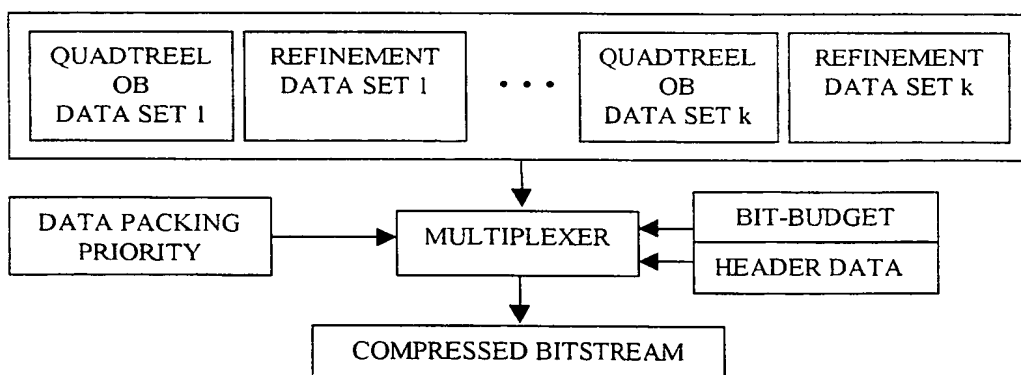 QUADTREEL
OB
DATA SET 1
REFINEMENT
DATA SET 1
• • •
QUADTREEL
OB
DATA SET k
REFINEMENT
DATA SET k
DATA PACKING
PRIORITY
MULTIPLEXER
BIT-BUDGET
HEADER DATA
COMPRESSED BITSTREAM